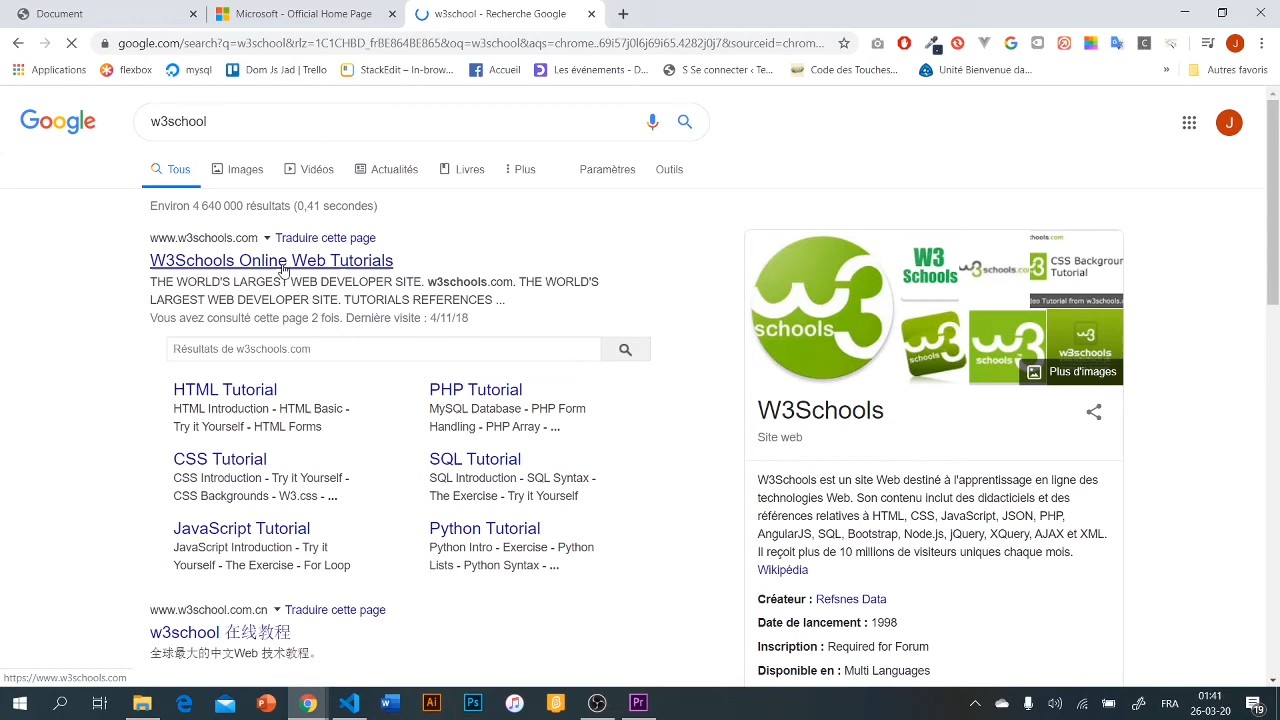 Document
Microsoft - Official Home Page
w3school - Recherche Google
google.com/search?q=w3school&rlz=1C1CHBD_frBE848BE865&oq=w3school&aqs=chrome..69i57j0l6j69i65.4282j0j7&sourceid=chrom...
Applications
flexbox
mysql
Dom Js Jad | Trello
StackEdit – In-brow...
Accueil
Les événements - D...
S Se connecter ‹ Te...
Code des Touches...
Unité Bienvenue da...
»
Autres favoris
Google
w3school
J
Tous
Images
Vidéos
Actualités
Livres
Plus
Paramètres
Outils
Environ 4 640 000 résultats (0,41 secondes)
www.w3schools.com Traduire cette page
W3Schools Online Web Tutorials
THE WORLD'S LARGEST WEB DEVELOPER SITE. w3schools.com. THE WORLD'S
LARGEST WEB DEVELOPER SITE. TUTORIALS REFERENCES ...
Vous avez consulté cette page 2 fois. Dernière visite : 4/11/18
Résultats de w3schools.com
HTML Tutorial
HTML Introduction - HTML Basic -
Try it Yourself - HTML Forms
PHP Tutorial
MySQL Database - PHP Form
Handling - PHP Array - ...
CSS Tutorial
CSS Introduction - Try it Yourself -
CSS Backgrounds - W3.css - ...
SQL Tutorial
SQL Introduction - SQL Syntax -
The Exercise - Try it Yourself
JavaScript Tutorial
JavaScript Introduction - Try it
Yourself - The Exercise - For Loop
Python Tutorial
Python Intro - Exercise - Python
Lists - Python Syntax - ...
www.w3school.com.cn Traduire cette page
w3school 在线教程
全球最大的中文Web 技术教程。
https://www.w3schools.com
w3 schools
W3 Schools
w3schools.com
CSS Backgroun
Tutorial
schools
schools
w3schools
Plus d'images
W3Schools
Site web
W3Schools est un site Web destiné à l'apprentissage en ligne des
technologies Web. Son contenu inclut des didacticiels et des
références relatives à HTML, CSS, JavaScript, JSON, PHP,
AngularJS, SQL, Bootstrap, Node.js, jQuery, XQuery, AJAX et XML.
Il reçoit plus de 10 millions de visiteurs uniques chaque mois.
Wikipédia
Créateur : Refsnes Data
Date de lancement : 1998
Inscription : Required for Forum
Disponible en : Multi Languages
FRA
01:41
26-03-20
19